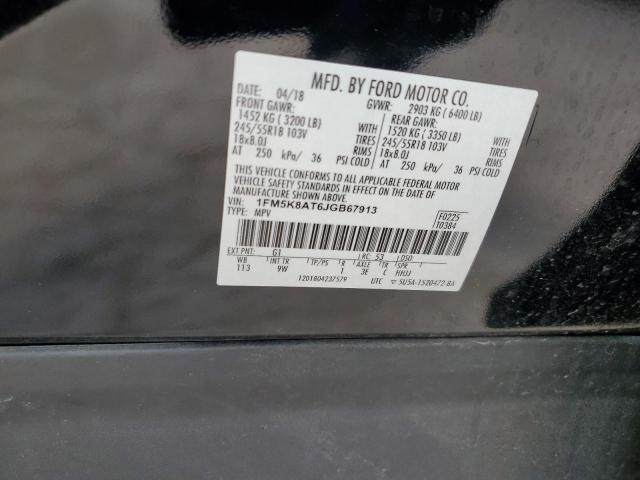 MFD. BY FORD MOTOR CO.
DATE: 04/18 GVWR: 2903 KG ( 6400 LB)
FRONT GAWR: REAR GAWR:
1452 KG ( 3200 LB) WITH 1520 KG ( 3350 LB) WITH
245/55R18 103V TIRES 245/55R18 103V TIRES
18x8.0J RIMS 18x8.0J RIMS
AT 250 kPa/ 36 PSI COLD AT 250 kPa/ 36 PSI COLD
THIS VEHICLE CONFORMS TO ALL APPLICABLE FEDERAL MOTOR
VEHICLE SAFETY STANDARDS IN EFFECT ON THE DATE OF
MANUFACTURE SHOWN ABOVE.
VIN: 1FM5K8AT6JGB67913
TYPE: MPV
F0225
T0384
EXT PNT: G1 RC: 53 DSO:
WB INT TR TP/PS R AXLE TR SPR
113 9W 1 3E C HHJJ
1201804237579 UTC ▽ 5U5A-1520472-BA